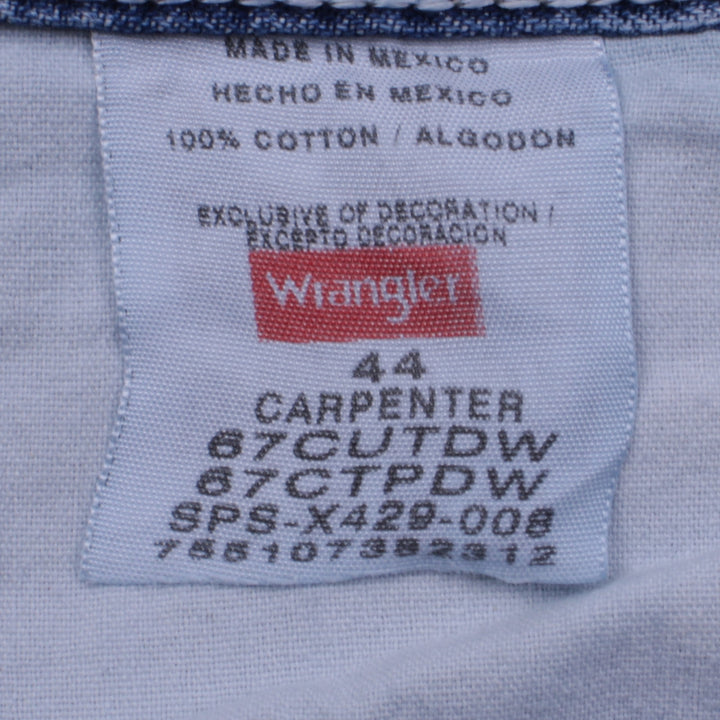 MADE IN MEXICO
HECHO EN MEXICO
100% COTTON / ALGODON
EXCLUSIVE OF DECORATION /
EXCEPTO DECORACION
Wrangler
44
CARPENTER
67CUTDW
67CTPDW
SPS-X429-008